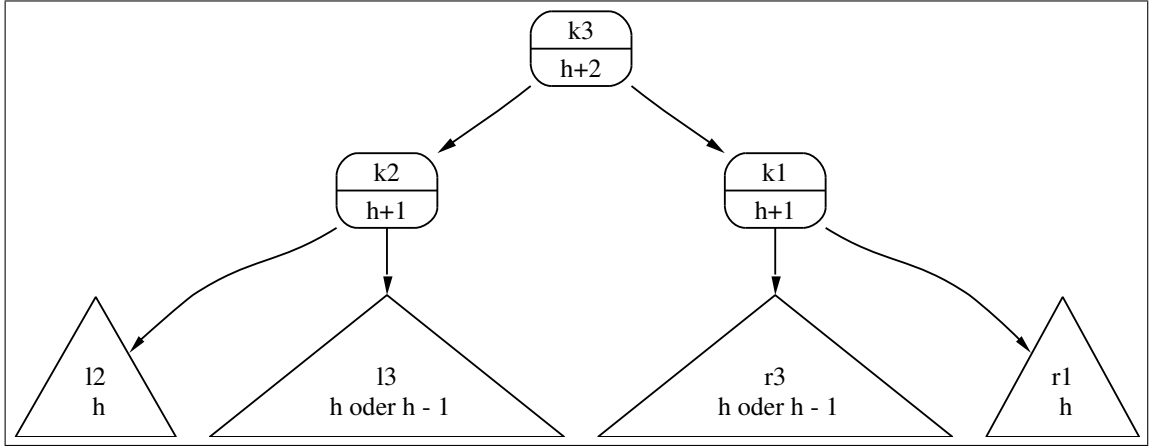 k3
h+2
k2
h+1
k1
h+1
l2
h
l3
h oder h - 1
r3
h oder h - 1
r1
h